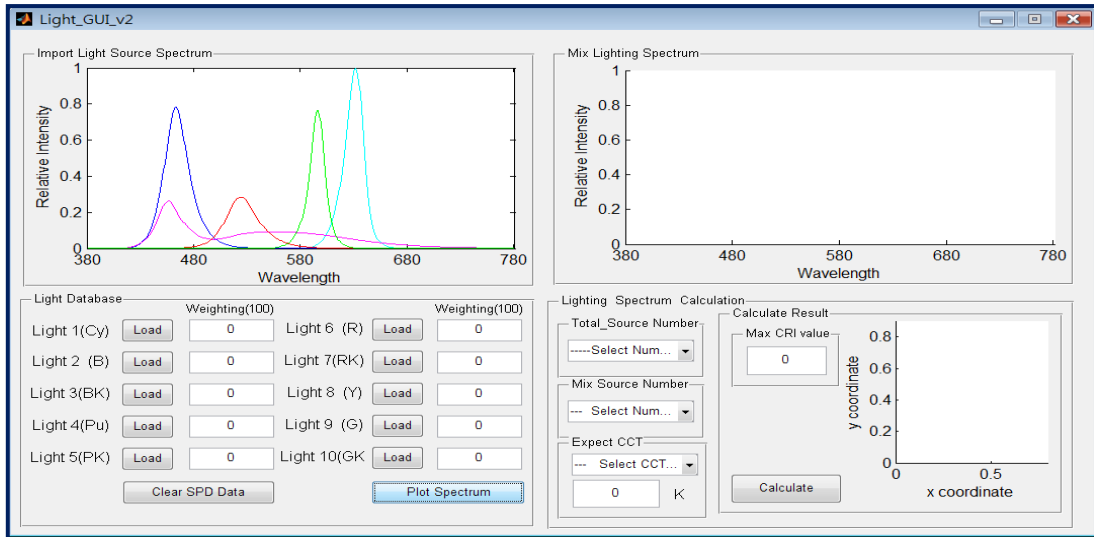 Light_GUI_v2
Import Light Source Spectrum
1
0.8
0.6
0.4
0.2
0
Relative Intensity
380 480 580 680 780
Wavelength
Mix Lighting Spectrum
1
0.8
0.6
0.4
0.2
0
Relative Intensity
380 480 580 680 780
Wavelength
Light Database
Weighting(100) Weighting(100)
Light 1(Cy) Load 0 Light 6 (R) Load 0
Light 2 (B) Load 0 Light 7(RK) Load 0
Light 3(BK) Load 0 Light 8 (Y) Load 0
Light 4(Pu) Load 0 Light 9 (G) Load 0
Light 5(PK) Load 0 Light 10(GK Load 0
Clear SPD Data Plot Spectrum
Lighting Spectrum Calculation
Total_Source Number
-----Select Num...
Mix Source Number
--- Select Num...
Expect CCT
--- Select CCT...
0 K
Calculate Result
Max CRI value
0
Calculate
0.8
0.6
0.4
0.2
0
y coordinate
0 0.5
x coordinate